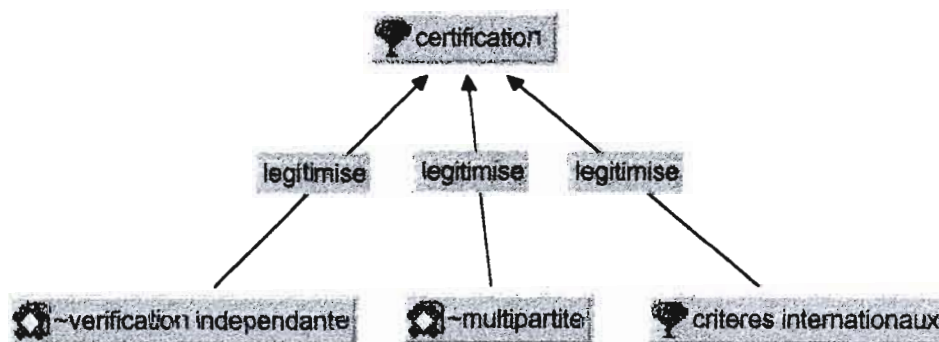 certification
legitimise legitimise legitimise
~verification independante ~multipartite criteres internationaux